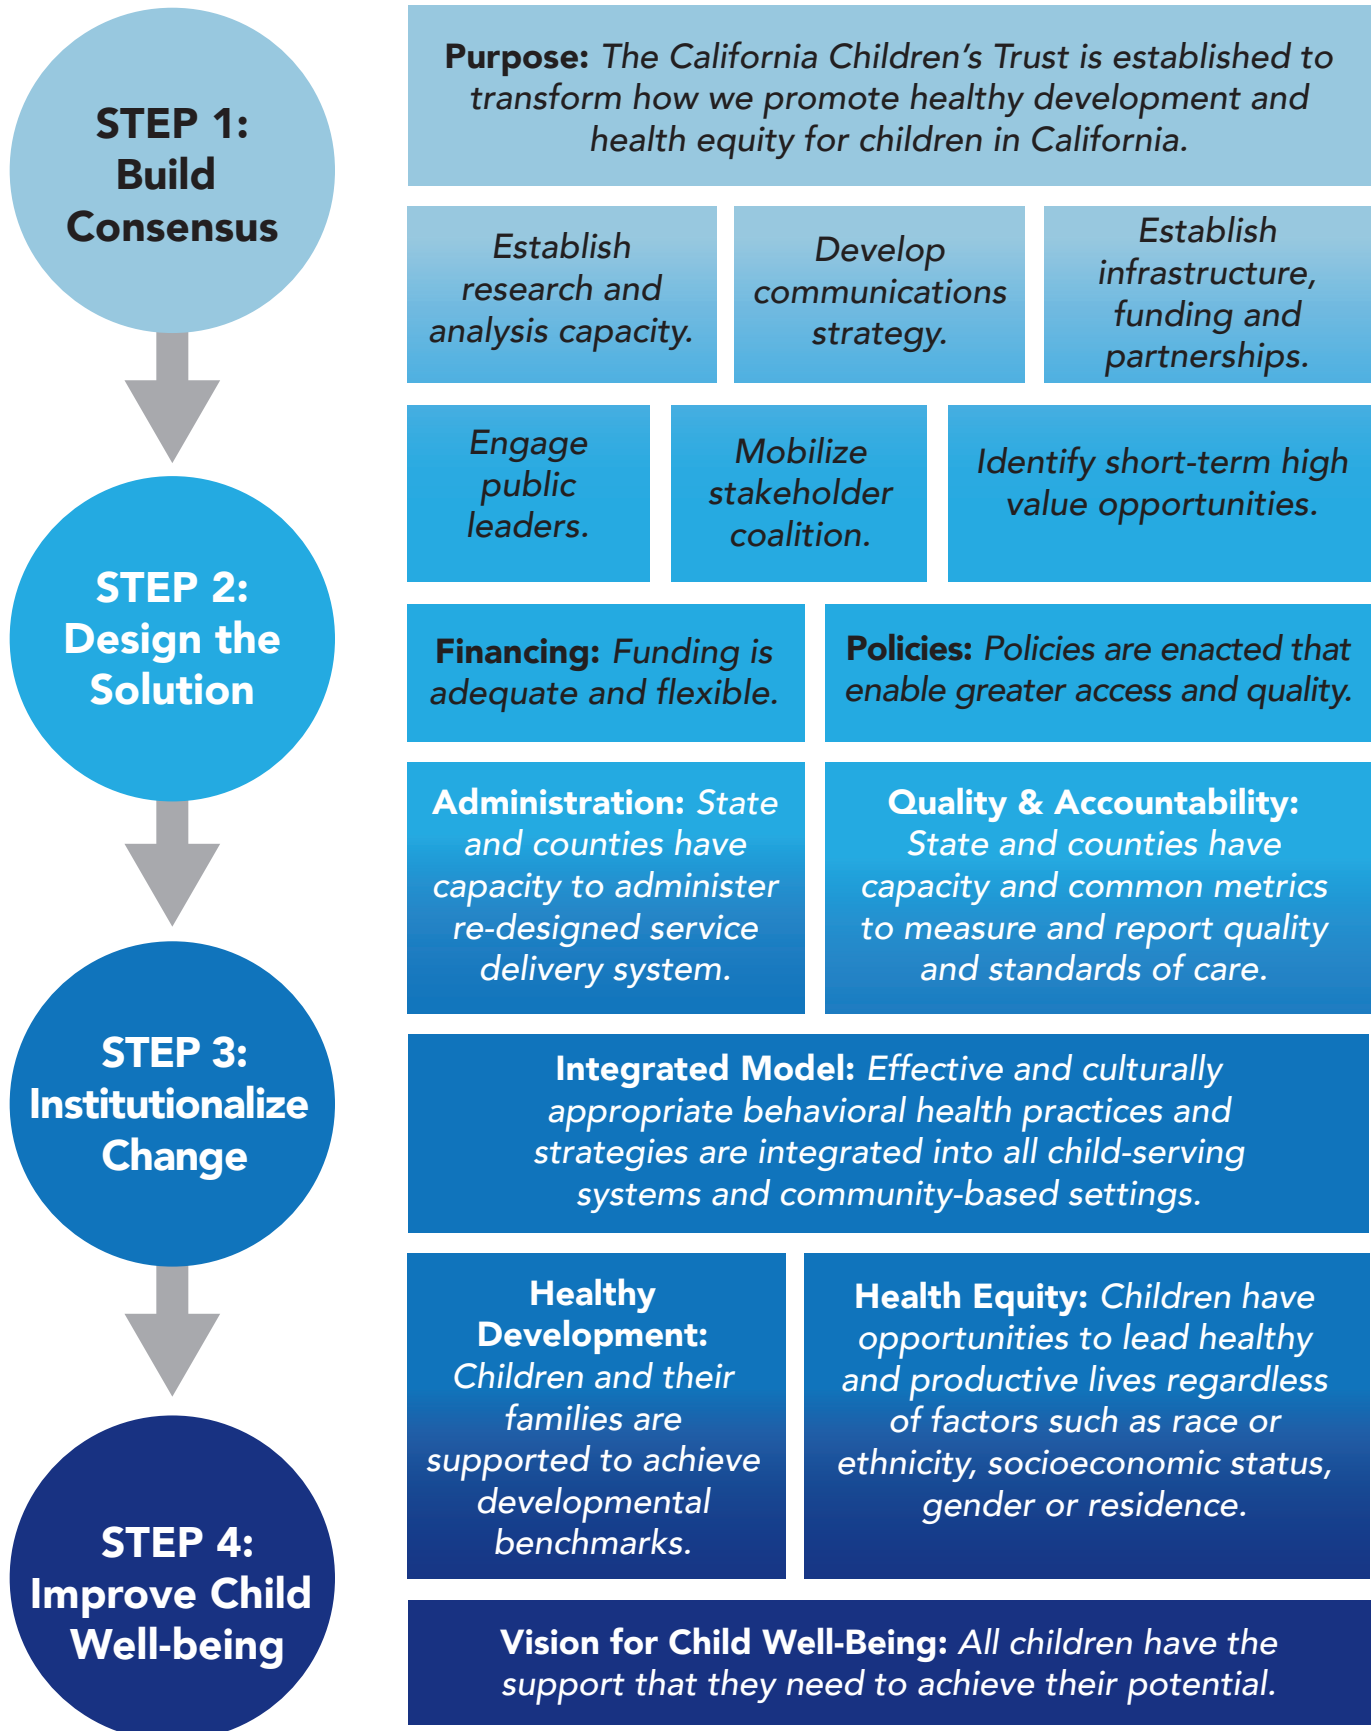 STEP 1:
Build
Consensus
Purpose: The California Children's Trust is established to
transform how we promote healthy development and
health equity for children in California.
Establish
research and
analysis capacity.
Develop
communications
strategy.
Establish
infrastructure,
funding and
partnerships.
Engage
public
leaders.
Mobilize
stakeholder
coalition.
Identify short-term high
value opportunities.
STEP 2:
Design the
Solution
Financing: Funding is
adequate and flexible.
Policies: Policies are enacted that
enable greater access and quality.
Administration: State
and counties have
capacity to administer
re-designed service
delivery system.
Quality & Accountability:
State and counties have
capacity and common metrics
to measure and report quality
and standards of care.
STEP 3:
Institutionalize
Change
Integrated Model: Effective and culturally
appropriate behavioral health practices and
strategies are integrated into all child-serving
systems and community-based settings.
Healthy
Development:
Children and their
families are
supported to achieve
developmental
benchmarks.
Health Equity: Children have
opportunities to lead healthy
and productive lives regardless
of factors such as race or
ethnicity, socioeconomic status,
gender or residence.
STEP 4:
Improve Child
Well-being
Vision for Child Well-Being: All children have the
support that they need to achieve their potential.